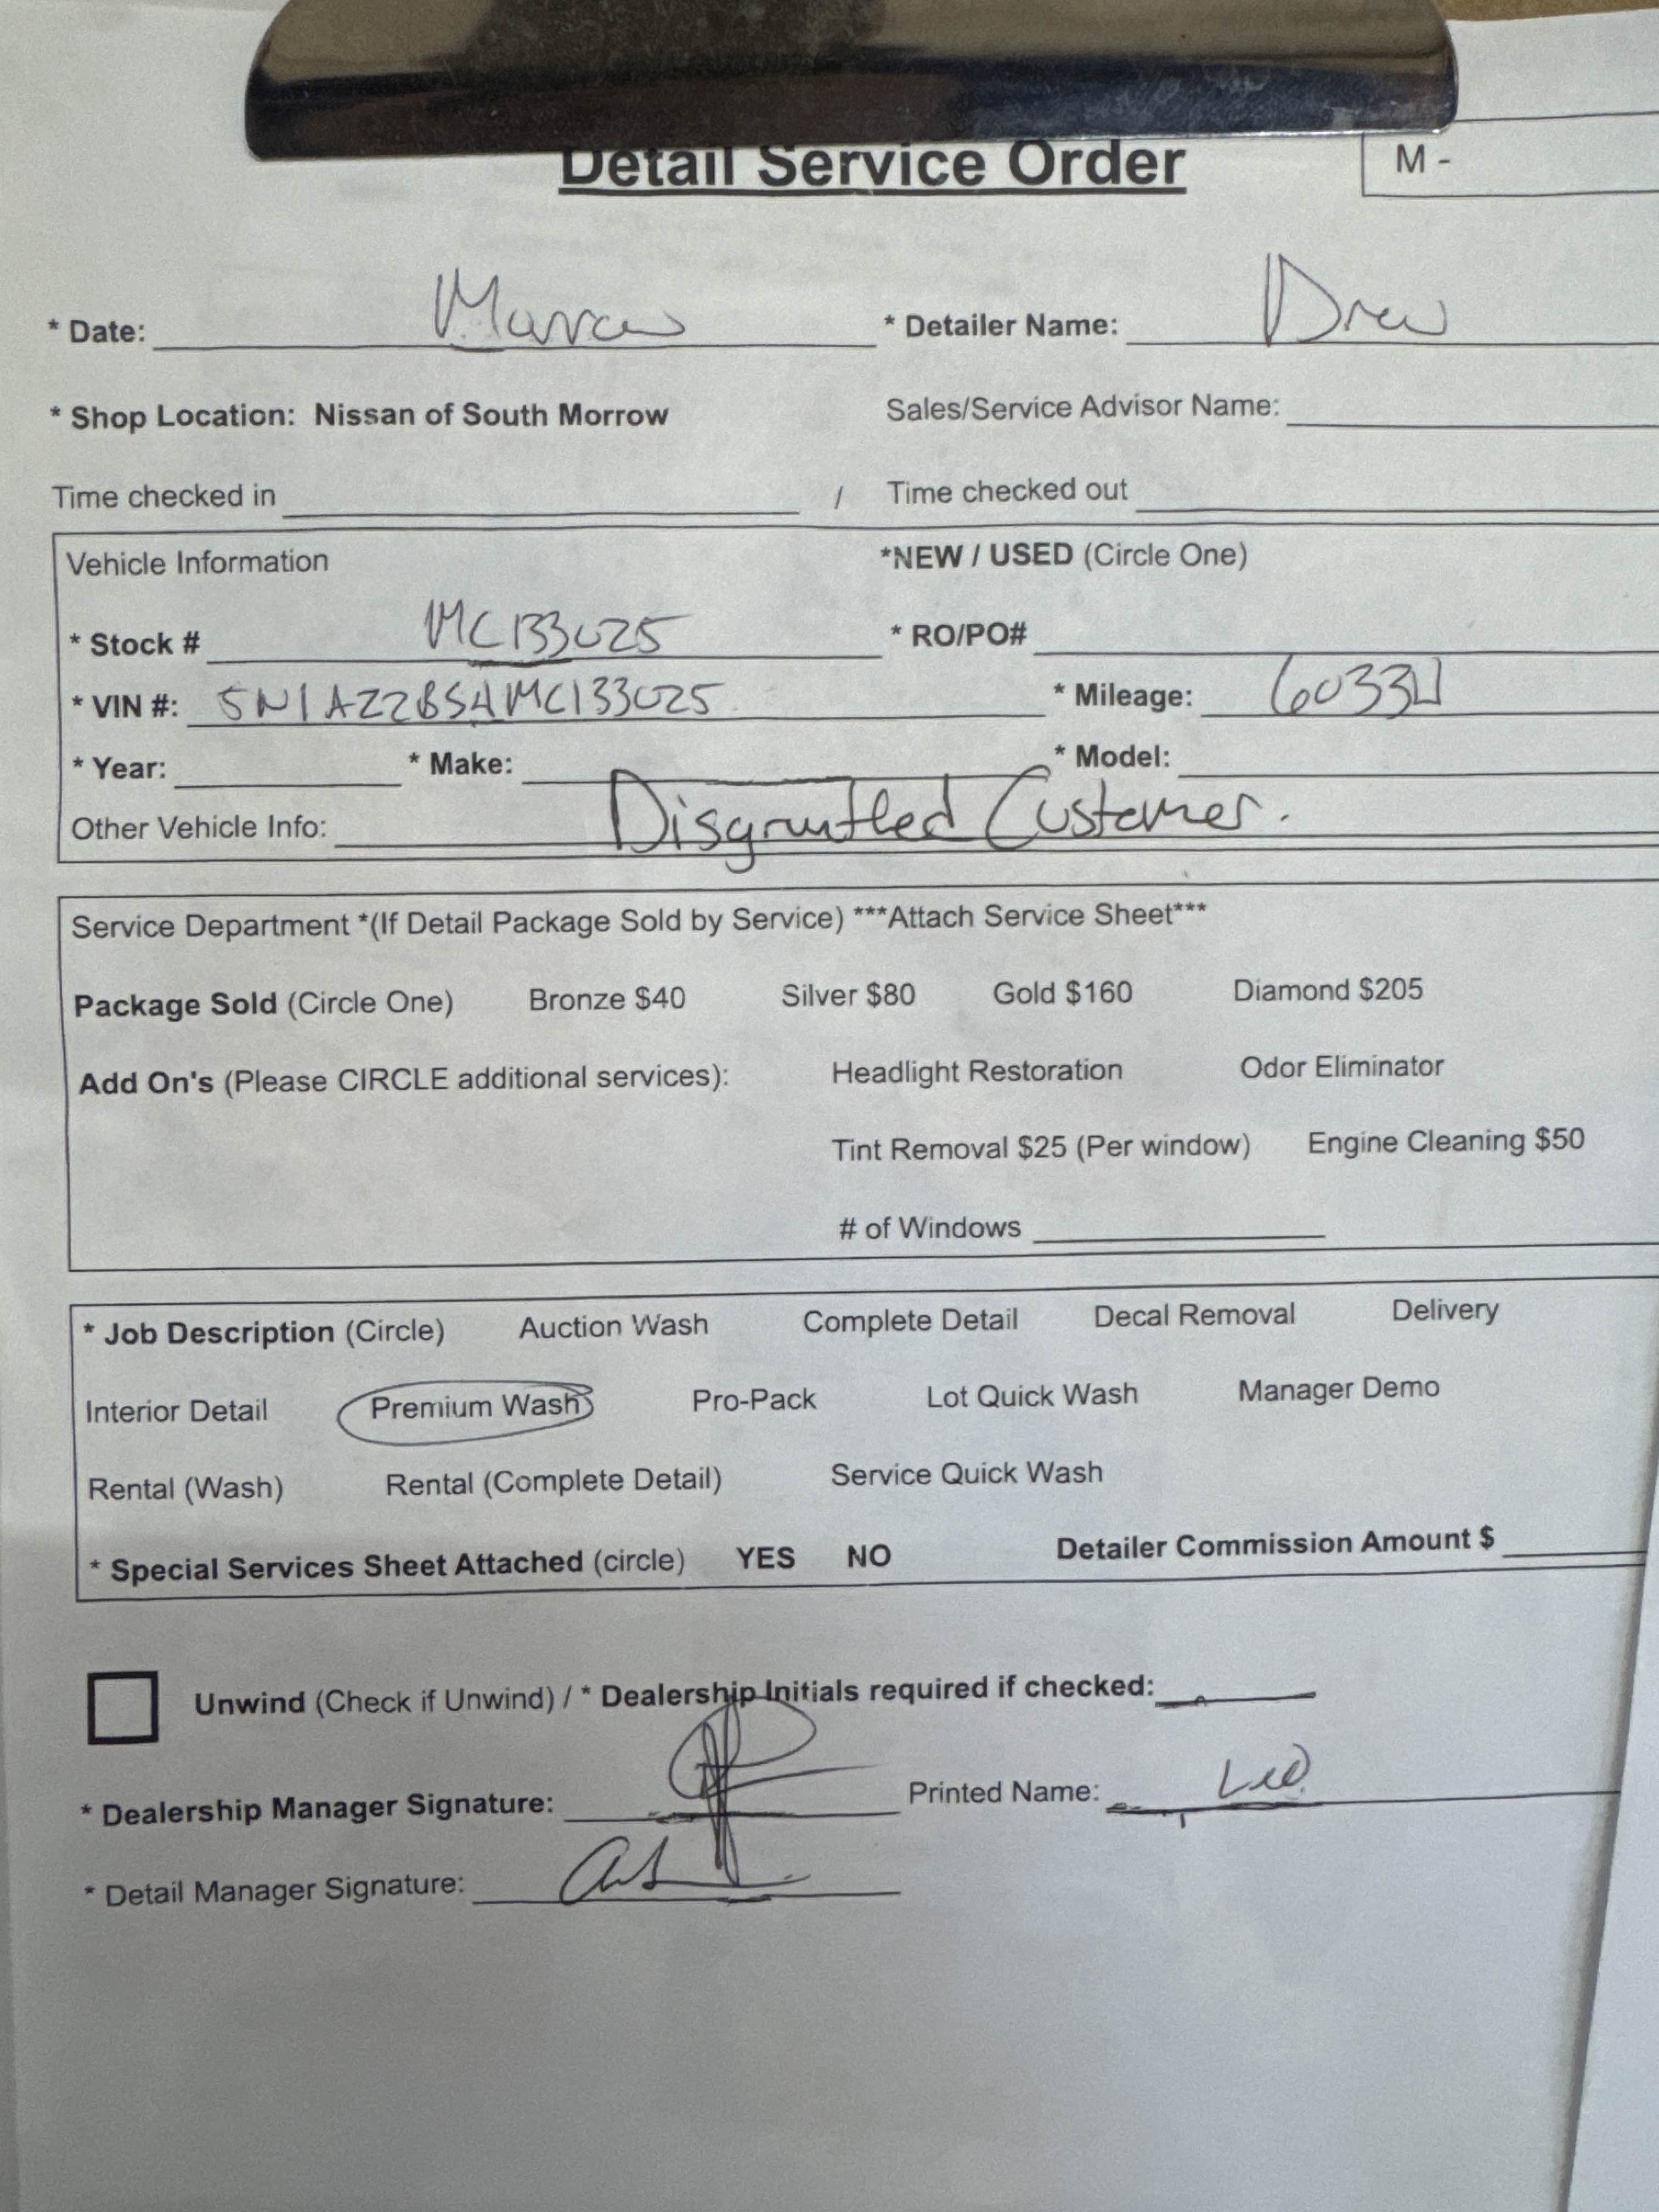 Detail Service Order
M -
* Date: * Detailer Name: Drew
* Shop Location: Nissan of South Morrow Sales/Service Advisor Name:
Time checked in / Time checked out
Vehicle Information *NEW / USED (Circle One)
* Stock # MC133025 * RO/PO#
* VIN #: 5N1AZ2BS4MC133025 * Mileage:
* Year: * Make: * Model:
Other Vehicle Info: Disgruntled Customer.
Service Department *(If Detail Package Sold by Service) ***Attach Service Sheet***
Package Sold (Circle One) Bronze $40 Silver $80 Gold $160 Diamond $205
Add On's (Please CIRCLE additional services): Headlight Restoration Odor Eliminator
Tint Removal $25 (Per window) Engine Cleaning $50
# of Windows
* Job Description (Circle) Auction Wash Complete Detail Decal Removal Delivery
Interior Detail Premium Wash Pro-Pack Lot Quick Wash Manager Demo
Rental (Wash) Rental (Complete Detail) Service Quick Wash
* Special Services Sheet Attached (circle) YES NO Detailer Commission Amount $
Unwind (Check if Unwind) / * Dealership Initials required if checked:
* Dealership Manager Signature: Printed Name: Leo
* Detail Manager Signature: